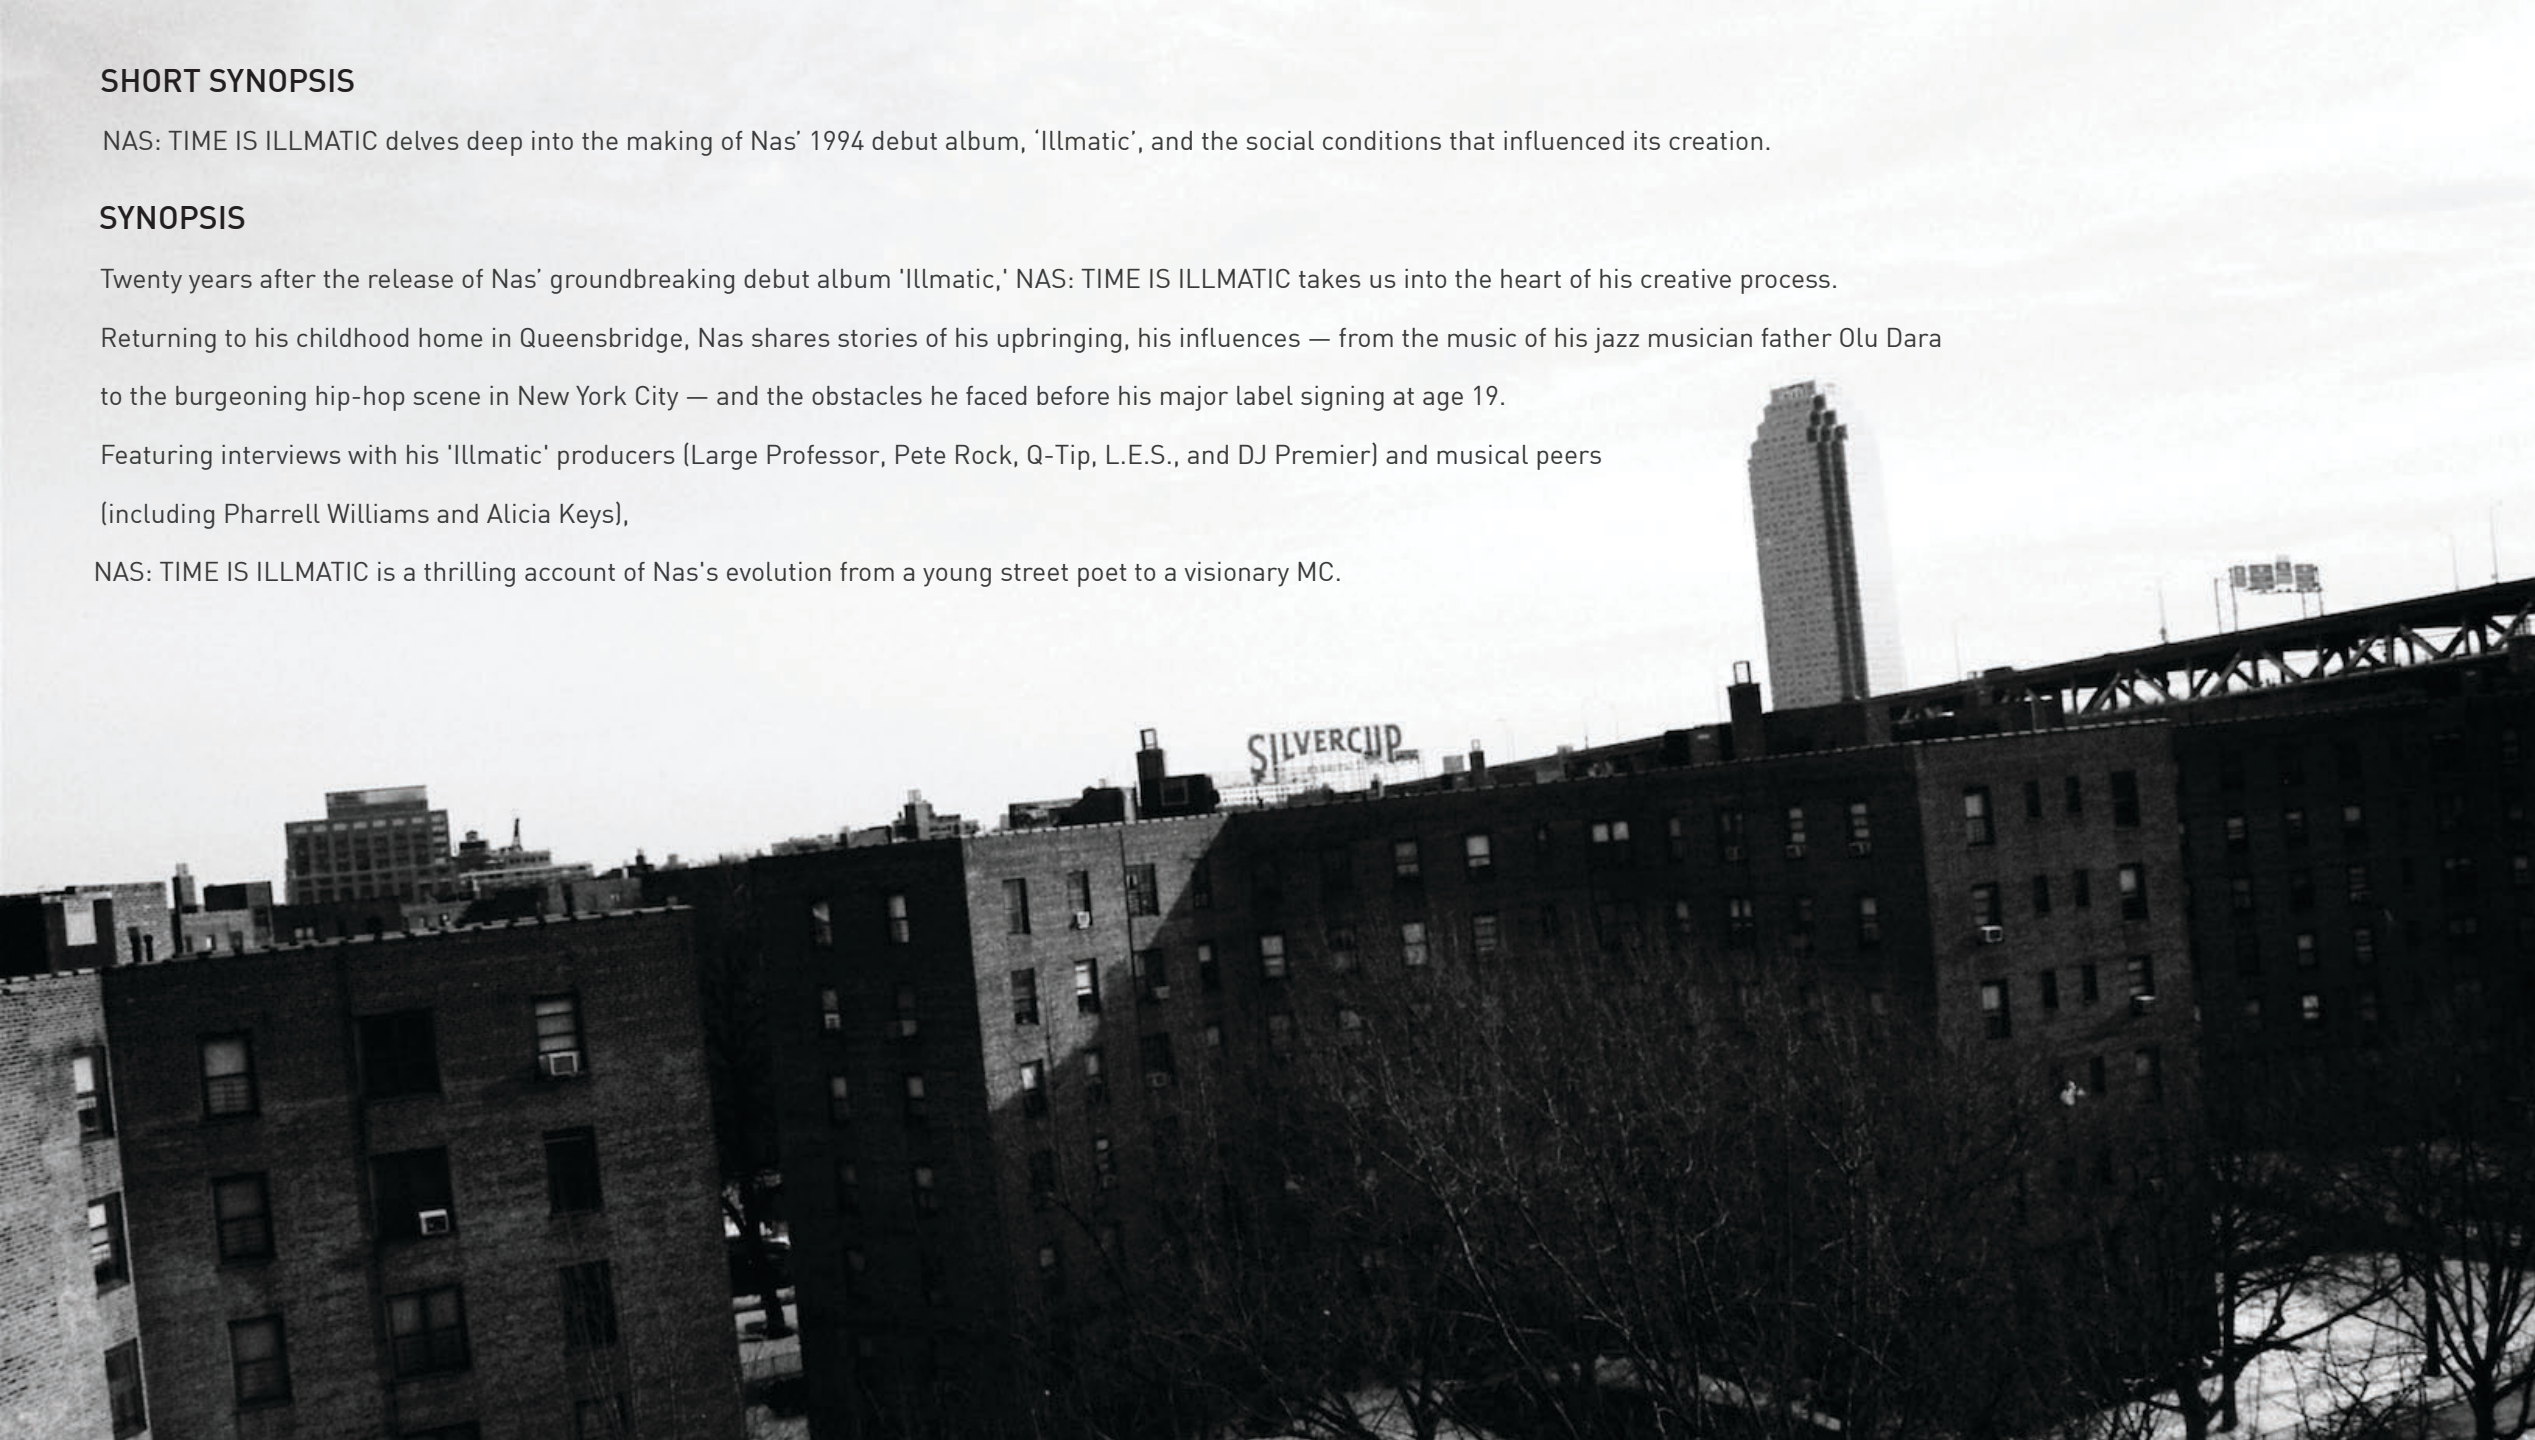 SHORT SYNOPSIS
NAS: TIME IS ILLMATIC delves deep into the making of Nas’ 1994 debut album, ‘Illmatic’, and the social conditions that influenced its creation.
SYNOPSIS
Twenty years after the release of Nas’ groundbreaking debut album 'Illmatic,' NAS: TIME IS ILLMATIC takes us into the heart of his creative process.
Returning to his childhood home in Queensbridge, Nas shares stories of his upbringing, his influences — from the music of his jazz musician father Olu Dara
to the burgeoning hip-hop scene in New York City — and the obstacles he faced before his major label signing at age 19.
Featuring interviews with his 'Illmatic' producers (Large Professor, Pete Rock, Q-Tip, L.E.S., and DJ Premier) and musical peers
(including Pharrell Williams and Alicia Keys),
NAS: TIME IS ILLMATIC is a thrilling account of Nas's evolution from a young street poet to a visionary MC.
SILVERCUP